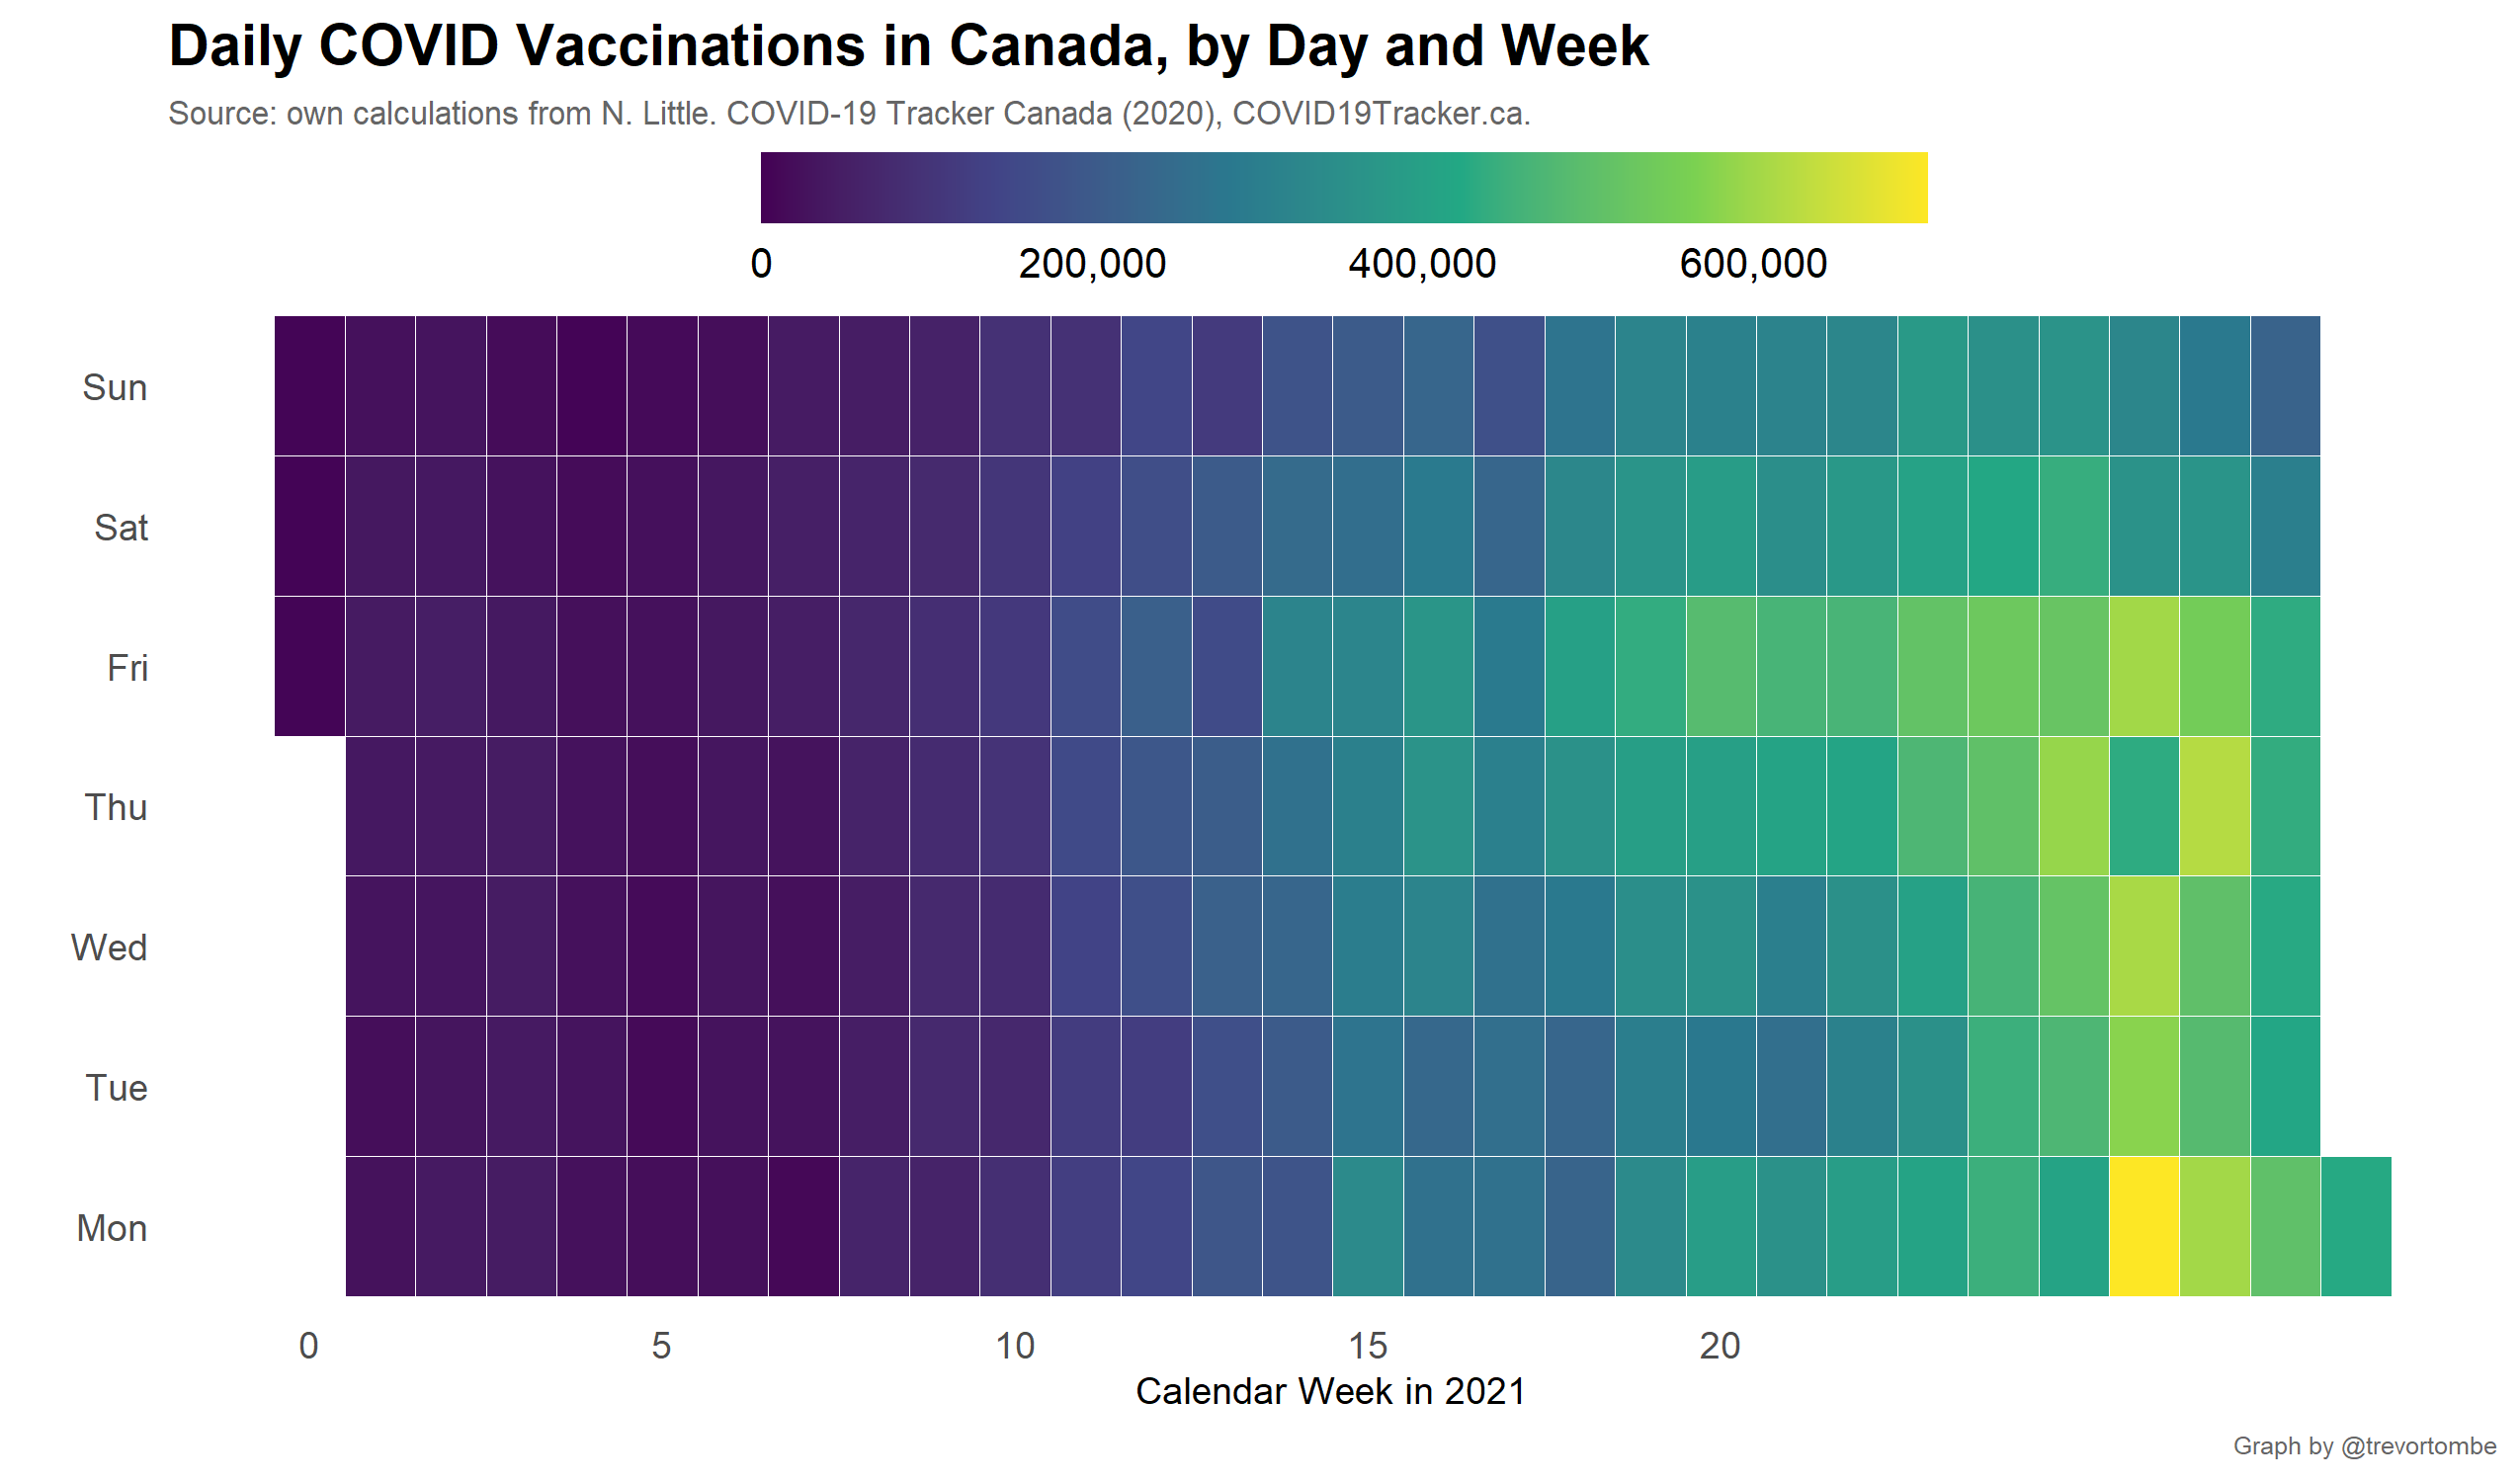 Daily COVID Vaccinations in Canada, by Day and Week
Source: own calculations from N. Little. COVID-19 Tracker Canada (2020), COVID19Tracker.ca.
0 200,000 400,000 600,000
Sun
Sat
Fri
Thu
Wed
Tue
Mon
0 5 10 15 20
Calendar Week in 2021
Graph by @trevortombe